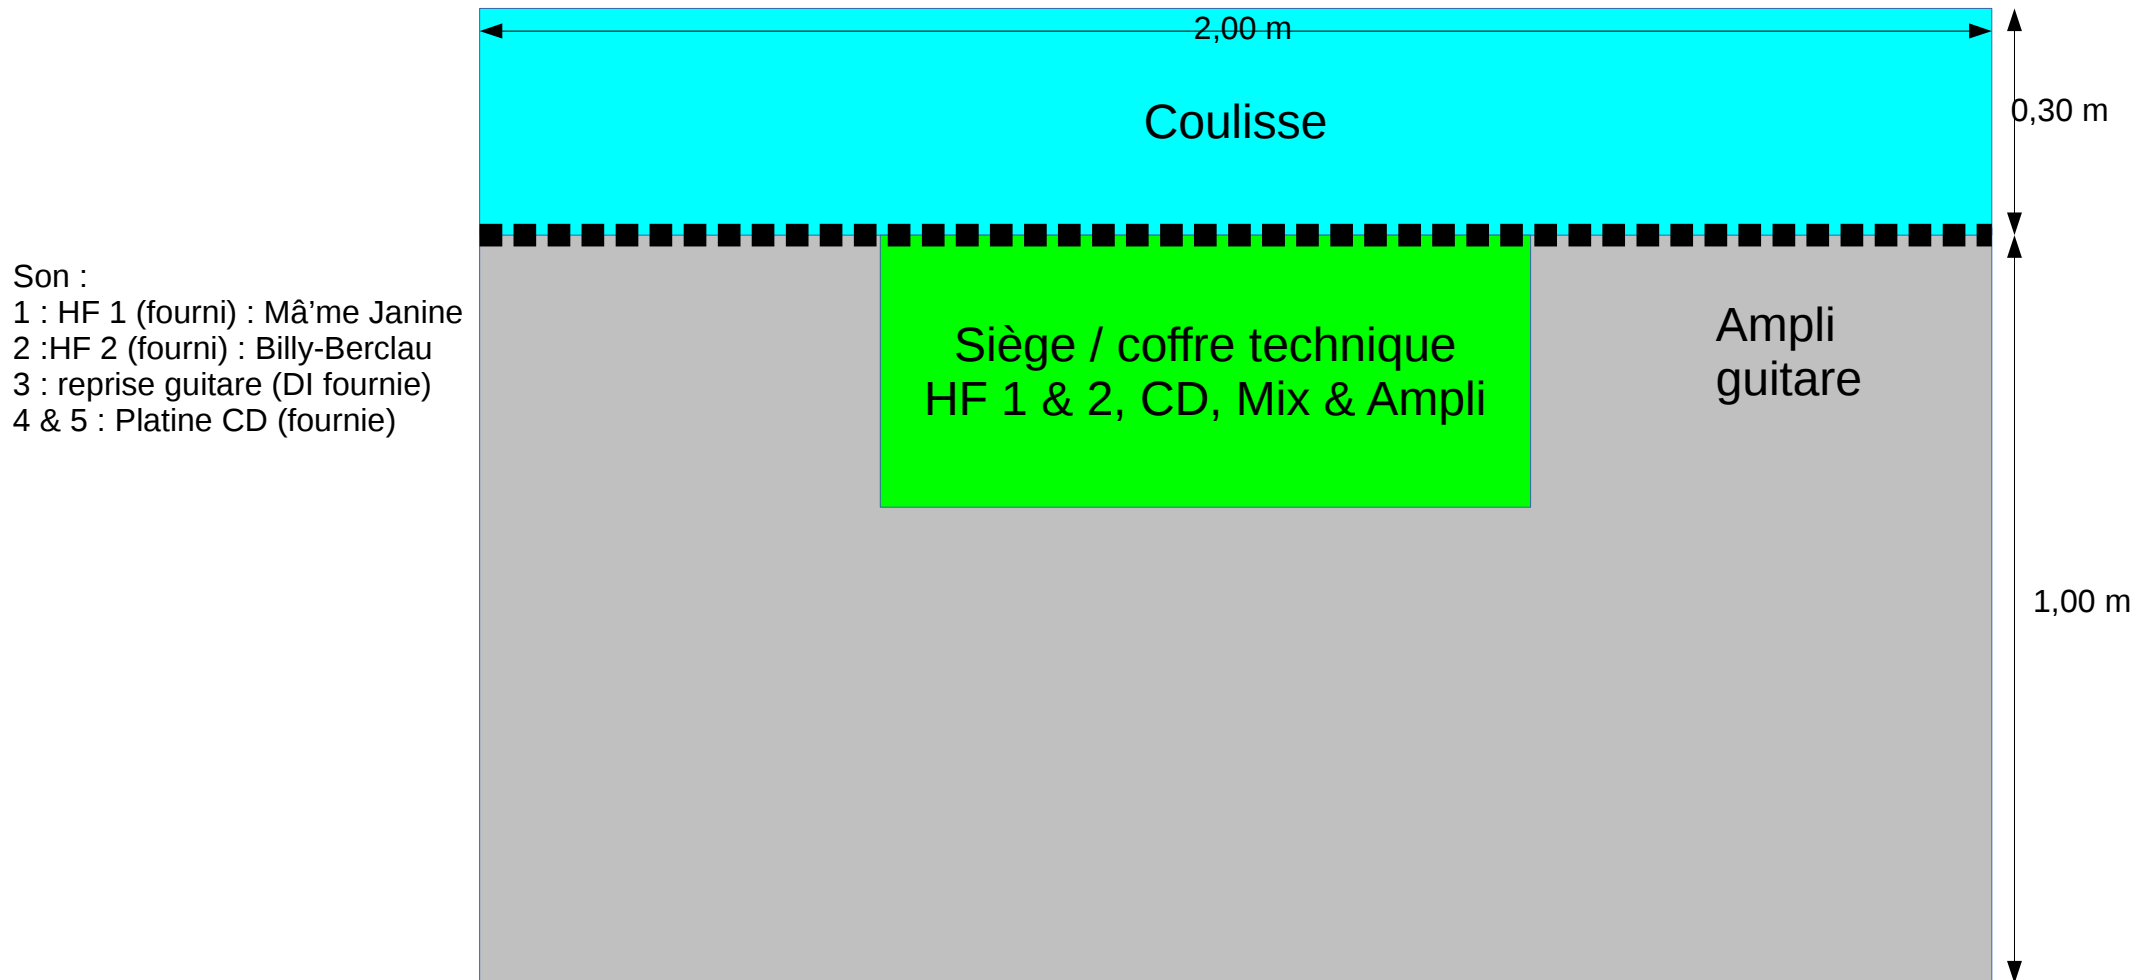 2,00 m
Coulisse
0,30 m
Son :
1 : HF 1 (fourni) : Mâ’me Janine
2 :HF 2 (fourni) : Billy-Berclau
3 : reprise guitare (DI fournie)
4 & 5 : Platine CD (fournie)
Siège / coffre technique
HF 1 & 2, CD, Mix & Ampli
Ampli
guitare
1,00 m